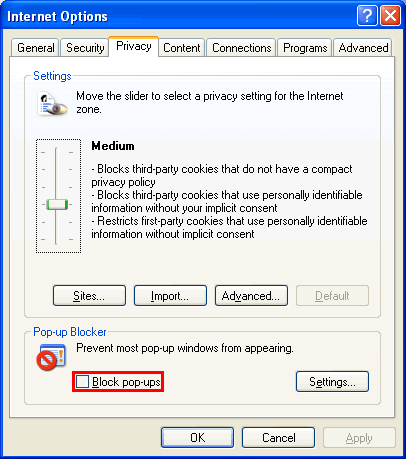 Internet Options
General Security Privacy Content Connections Programs Advanced
Settings
Move the slider to select a privacy setting for the Internet
zone.
Medium
- Blocks third-party cookies that do not have a compact
privacy policy
- Blocks third-party cookies that use personally identifiable
information without your implicit consent
- Restricts first-party cookies that use personally identifiable
information without implicit consent
Sites... Import... Advanced... Default
Pop-up Blocker
Prevent most pop-up windows from appearing.
Block pop-ups Settings...
OK Cancel Apply